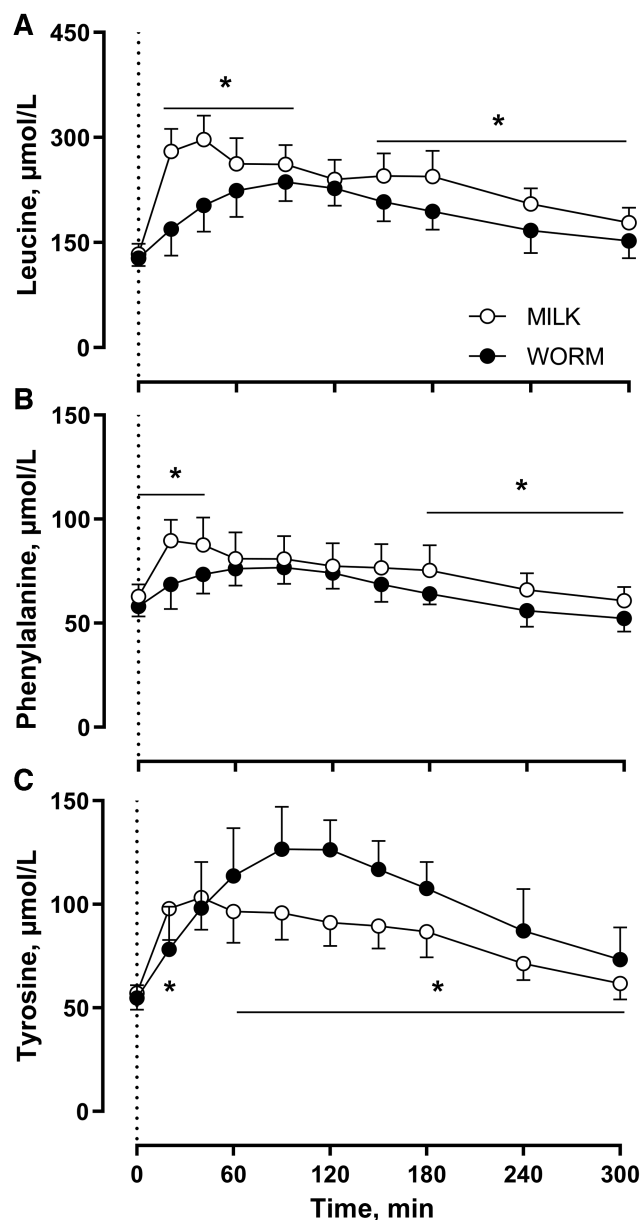 A
450
300
150
0
Leucine, µmol/L
*
*
MILK
WORM
B
150
100
50
0
Phenylalanine, µmol/L
*
*
C
150
100
50
0
Tyrosine, µmol/L
*
*
0 60 120 180 240 300
Time, min